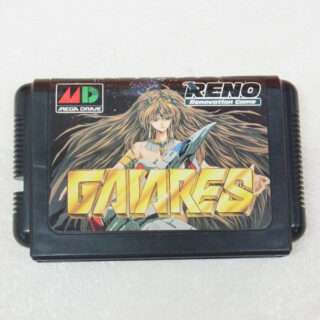 MD
MEGA DRIVE
RENO
Renovation Game
GAIARES